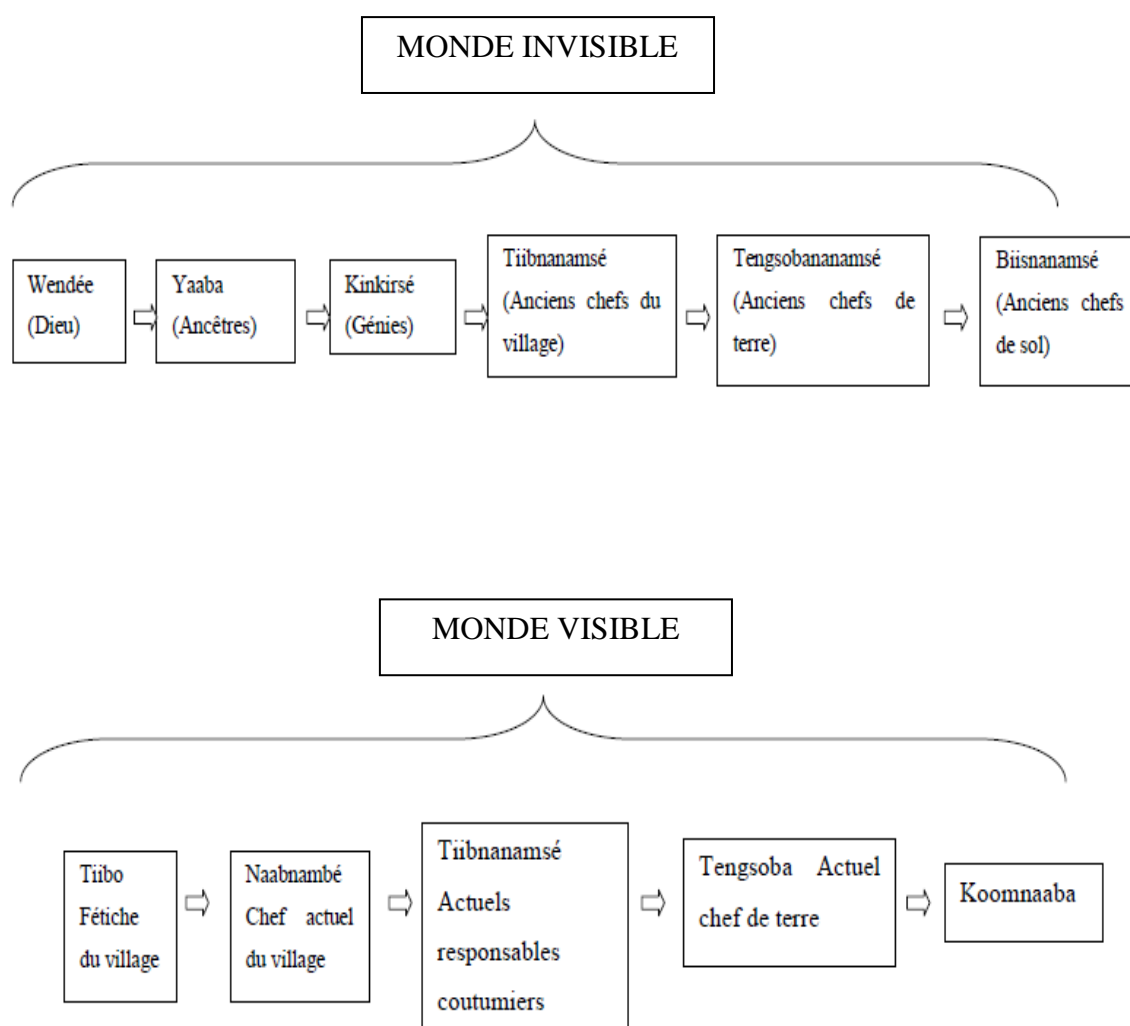 MONDE INVISIBLE
Wendée
(Dieu)
Yaaba
(Ancêtres)
Kinkirsé
(Génies)
Tiibnanamsé
(Anciens chefs du
village)
Tengsobananamsé
(Anciens chefs de
terre)
Biisnanamsé
(Anciens chefs
de sol)
MONDE VISIBLE
Tiibo
Fétiche
du village
Naabnambé
Chef actuel
du village
Tiibnanamsé
Actuels
responsables
coutumiers
Tengsoba Actuel
chef de terre
Koomnaaba